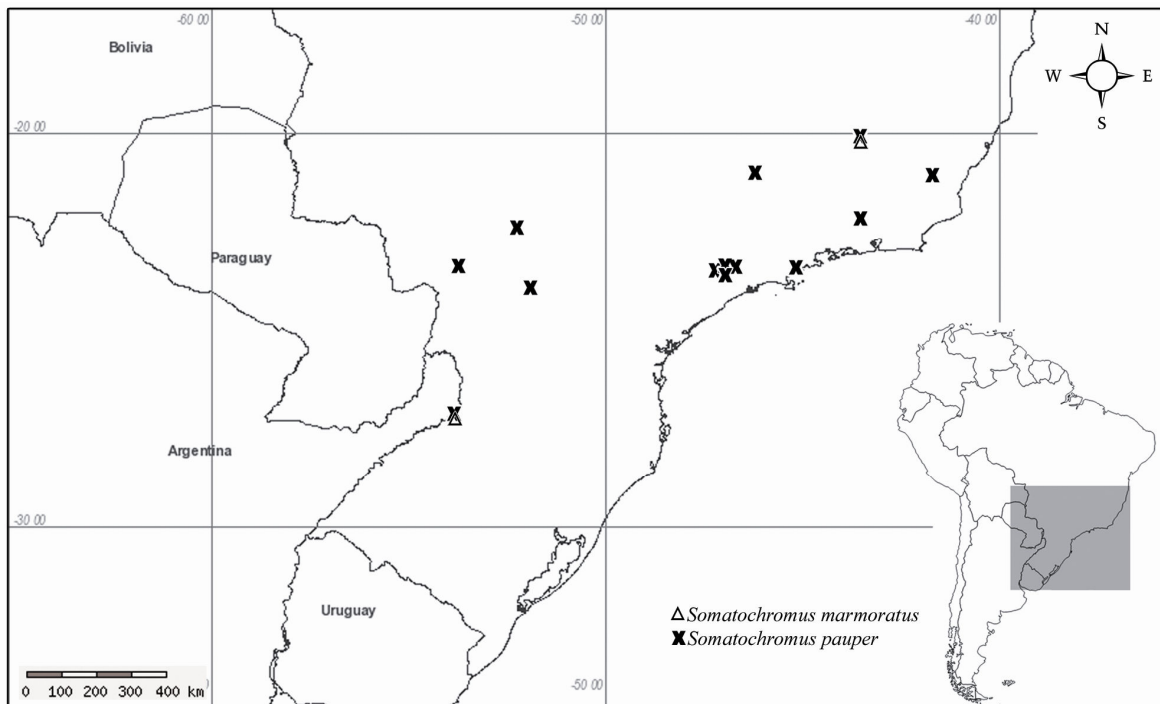 -60 00
-50 00
-40 00
Bolivia
N
W E
S
-20 00
Paraguay
Argentina
-30 00
Uruguay
Somatochromus marmoratus
Somatochromus pauper
0 100 200 300 400 km
-50 00